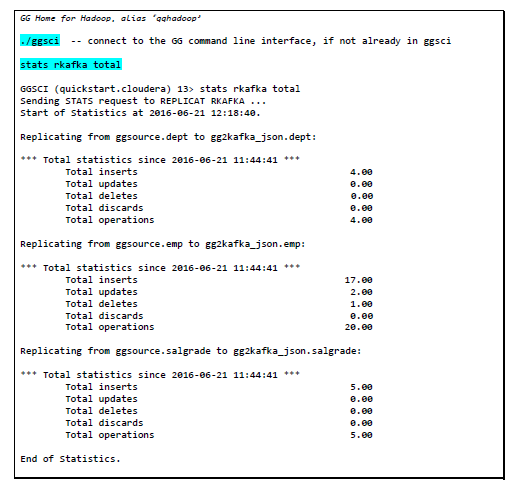 GG Home for Hadoop, alias 'gghadoop'
./ggsci -- connect to the GG command line interface, if not already in ggsci
stats rkafka total
GGSCI (quickstart.cloudera) 13> stats rkafka total
Sending STATS request to REPLICAT RKAFKA ...
Start of Statistics at 2016-06-21 12:18:40.
Replicating from ggsource.dept to gg2kafka_json.dept:
*** Total statistics since 2016-06-21 11:44:41 ***
Total inserts 4.00
Total updates 0.00
Total deletes 0.00
Total discards 0.00
Total operations 4.00
Replicating from ggsource.emp to gg2kafka_json.emp:
*** Total statistics since 2016-06-21 11:44:41 ***
Total inserts 17.00
Total updates 2.00
Total deletes 1.00
Total discards 0.00
Total operations 20.00
Replicating from ggsource.salgrade to gg2kafka_json.salgrade:
*** Total statistics since 2016-06-21 11:44:41 ***
Total inserts 5.00
Total updates 0.00
Total deletes 0.00
Total discards 0.00
Total operations 5.00
End of Statistics.